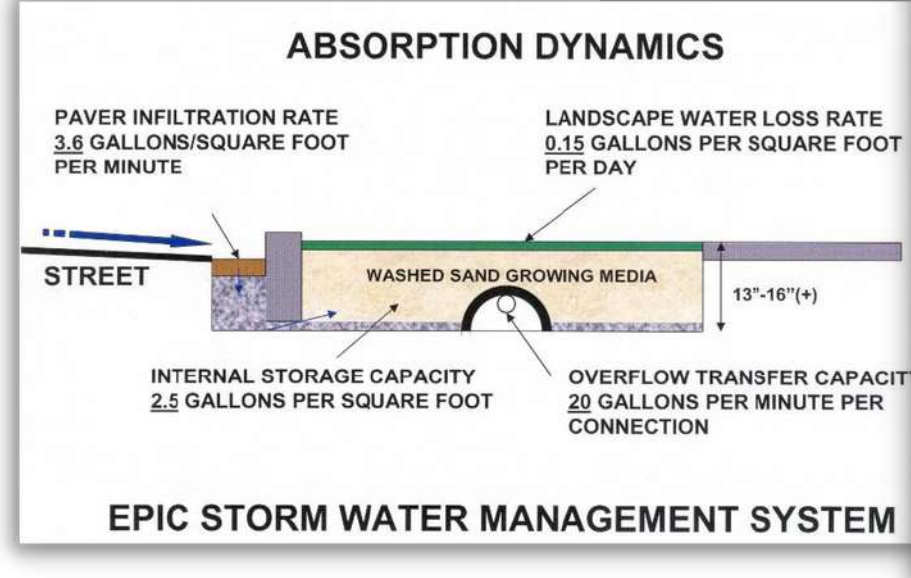 ABSORPTION DYNAMICS
PAVER INFILTRATION RATE
3.6 GALLONS/SQUARE FOOT
PER MINUTE
LANDSCAPE WATER LOSS RATE
0.15 GALLONS PER SQUARE FOOT
PER DAY
STREET
WASHED SAND GROWING MEDIA
13”-16”(+)
INTERNAL STORAGE CAPACITY
2.5 GALLONS PER SQUARE FOOT
OVERFLOW TRANSFER CAPACIT
20 GALLONS PER MINUTE PER
CONNECTION
EPIC STORM WATER MANAGEMENT SYSTEM